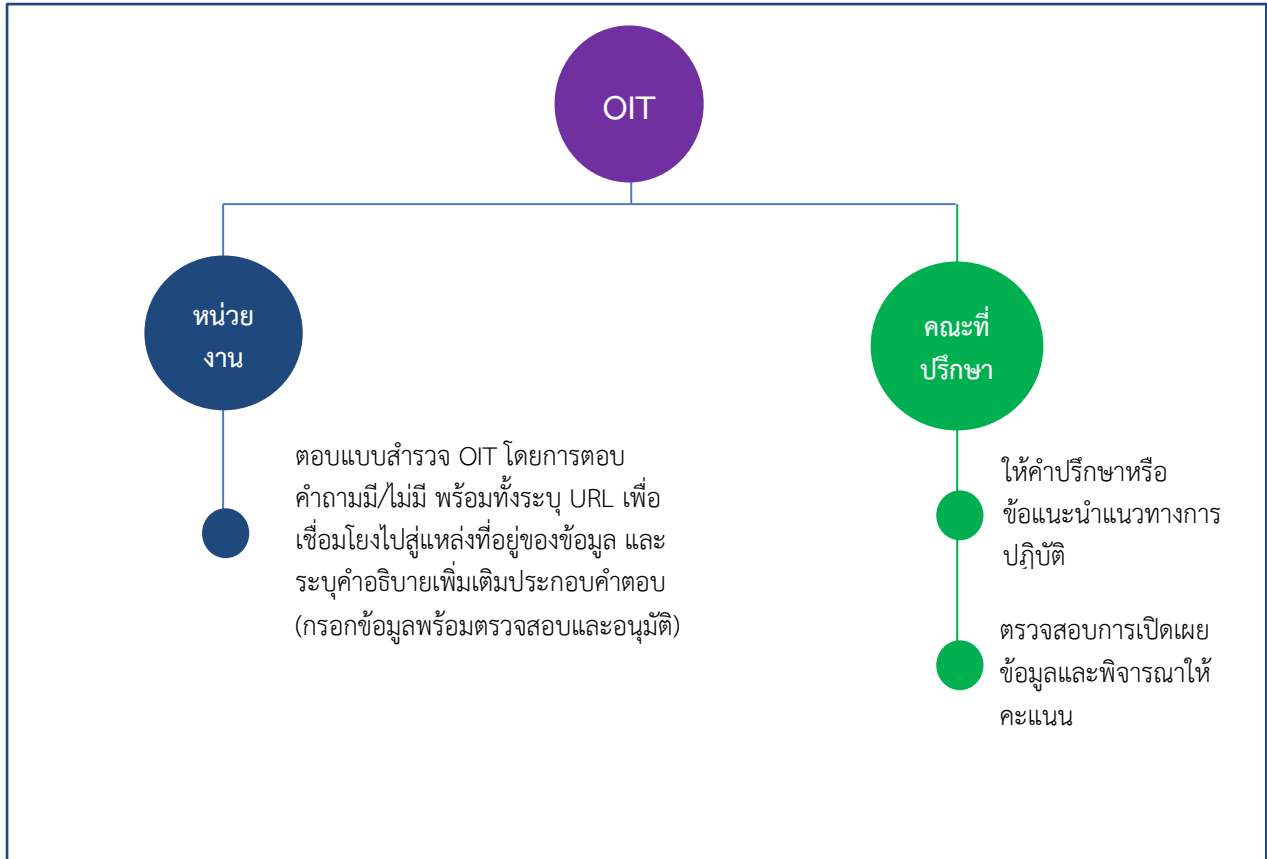 OIT
หน่วย
งาน
ตอบแบบสำรวจ OIT โดยการตอบ
คำถามมี/ไม่มี พร้อมทั้งระบุ URL เพื่อ
เชื่อมโยงไปสู่แหล่งที่อยู่ของข้อมูล และ
ระบุคำอธิบายเพิ่มเติมประกอบคำตอบ
(กรอกข้อมูลพร้อมตรวจสอบและอนุมัติ)
คณะที่
ปรึกษา
ให้คำปรึกษาหรือ
ข้อแนะนำแนวทางการ
ปฏิบัติ
ตรวจสอบการเปิดเผย
ข้อมูลและพิจารณาให้
คะแนน